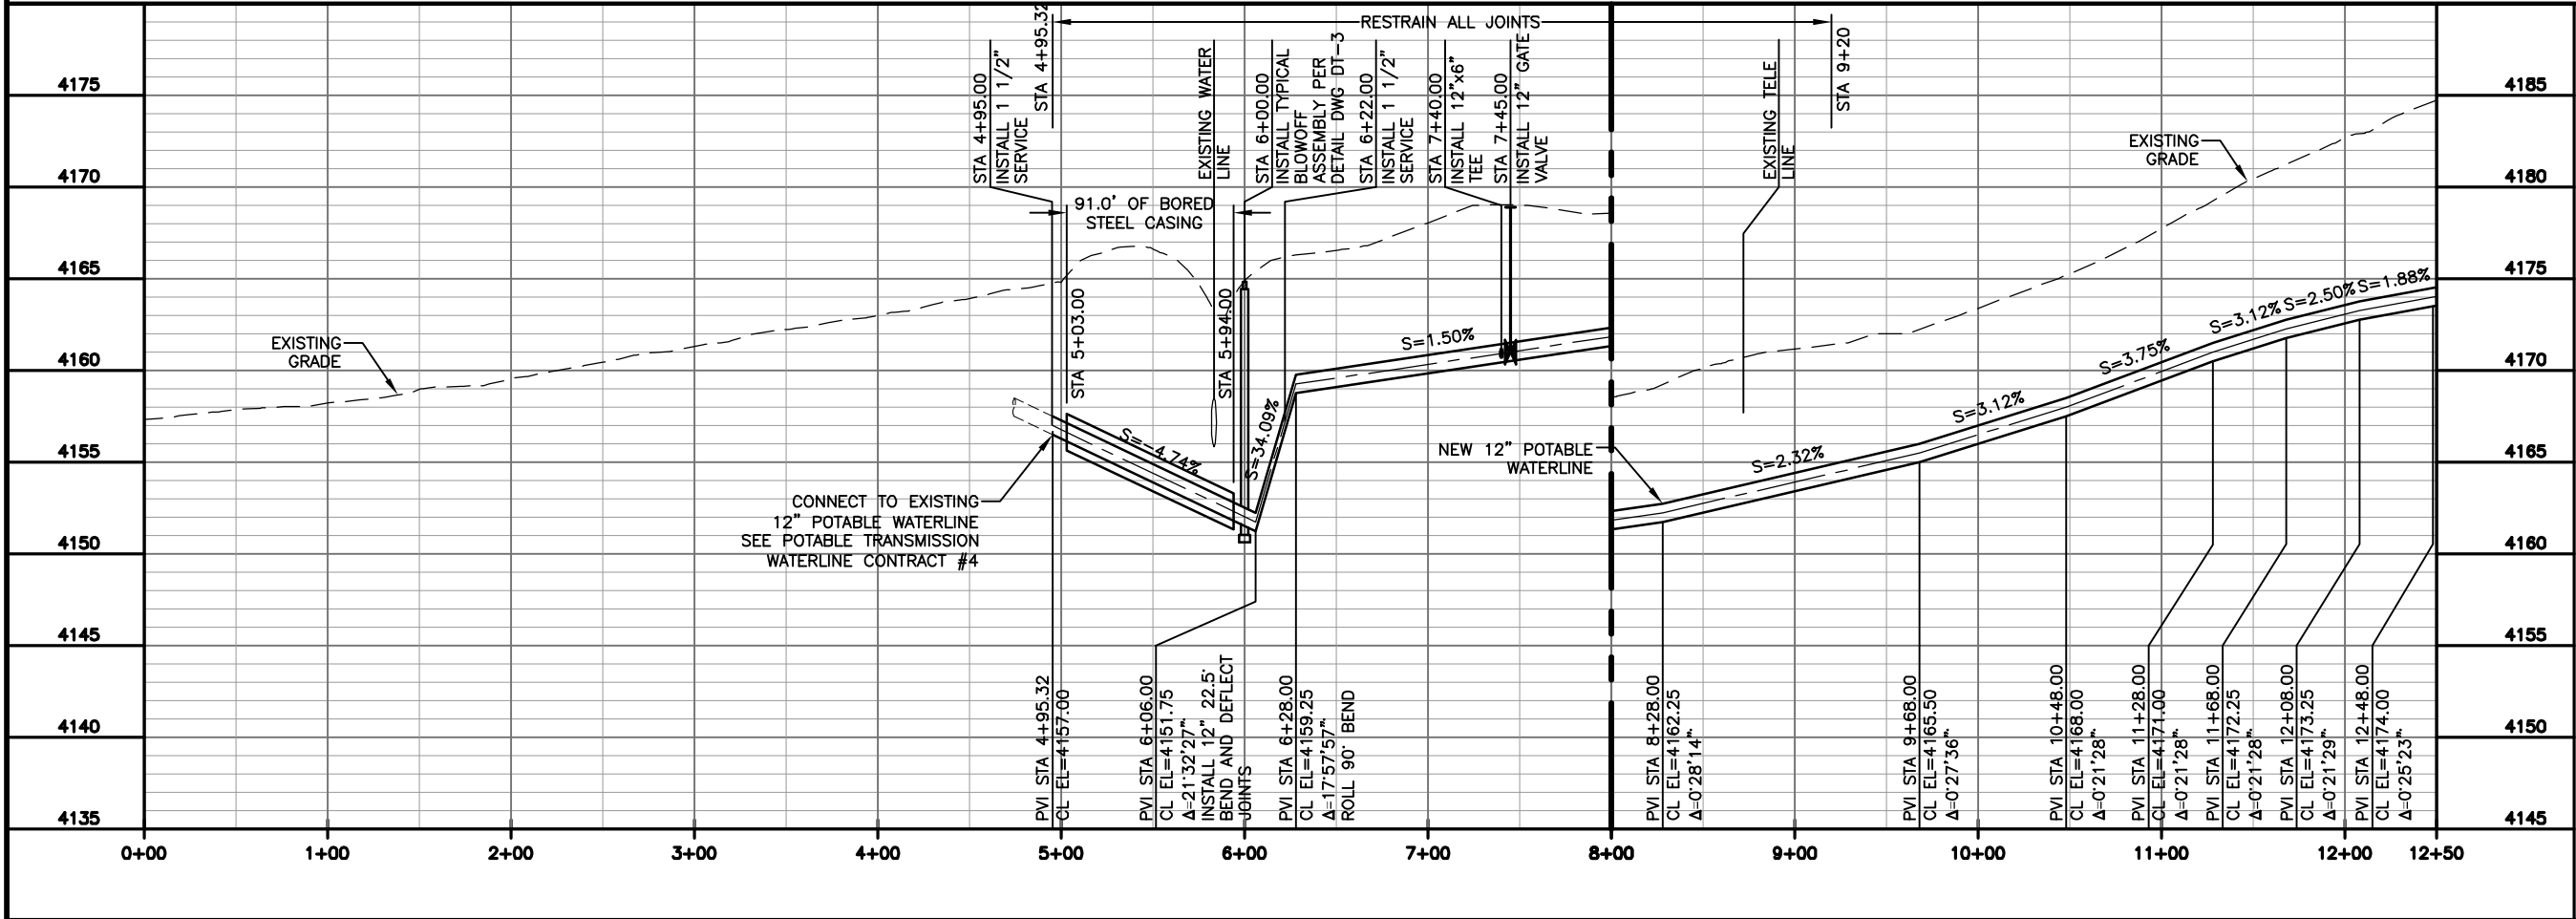 RESTRAIN ALL JOINTS
STA 4+95.00
INSTALL 1 1/2"
SERVICE
STA 4+95.32
EXISTING WATER
LINE
STA 6+00.00
INSTALL TYPICAL
BLOWOFF
ASSEMBLY PER
DETAIL DWG DT-3
STA 6+22.00
INSTALL 1 1/2"
SERVICE
STA 7+40.00
INSTALL 12"x6"
TEE
STA 7+45.00
INSTALL 12" GATE
VALVE
EXISTING TELE
LINE
STA 9+20
4175
4170
4165
4160
4155
4150
4145
4140
4135
4185
4180
4175
4170
4165
4160
4155
4150
4145
91.0' OF BORED
STEEL CASING
EXISTING
GRADE
EXISTING
GRADE
STA 5+03.00
STA 5+94.00
S=-4.74%
S=34.09%
S=1.50%
S=2.32%
S=3.12%
S=3.75%
S=3.12%
S=2.50%
S=1.88%
NEW 12" POTABLE
WATERLINE
CONNECT TO EXISTING
12" POTABLE WATERLINE
SEE POTABLE TRANSMISSION
WATERLINE CONTRACT #4
PVI STA 4+95.32
CL EL=4157.00
PVI STA 6+06.00
CL EL=4151.75
Δ=21°32'27"
INSTALL 12" 22.5°
BEND AND DEFLECT
JOINTS
PVI STA 6+28.00
CL EL=4159.25
Δ=17°57'57"
ROLL 90° BEND
PVI STA 8+28.00
CL EL=4162.25
Δ=0°28'14"
PVI STA 9+68.00
CL EL=4165.50
Δ=0°27'36"
PVI STA 10+48.00
CL EL=4168.00
Δ=0°21'28"
PVI STA 11+28.00
CL EL=4171.00
Δ=0°21'28"
PVI STA 11+68.00
CL EL=4172.25
Δ=0°21'28"
PVI STA 12+08.00
CL EL=4173.25
Δ=0°21'29"
PVI STA 12+48.00
CL EL=4174.00
Δ=0°25'23"
0+00 1+00 2+00 3+00 4+00 5+00 6+00 7+00 8+00 9+00 10+00 11+00 12+00 12+50